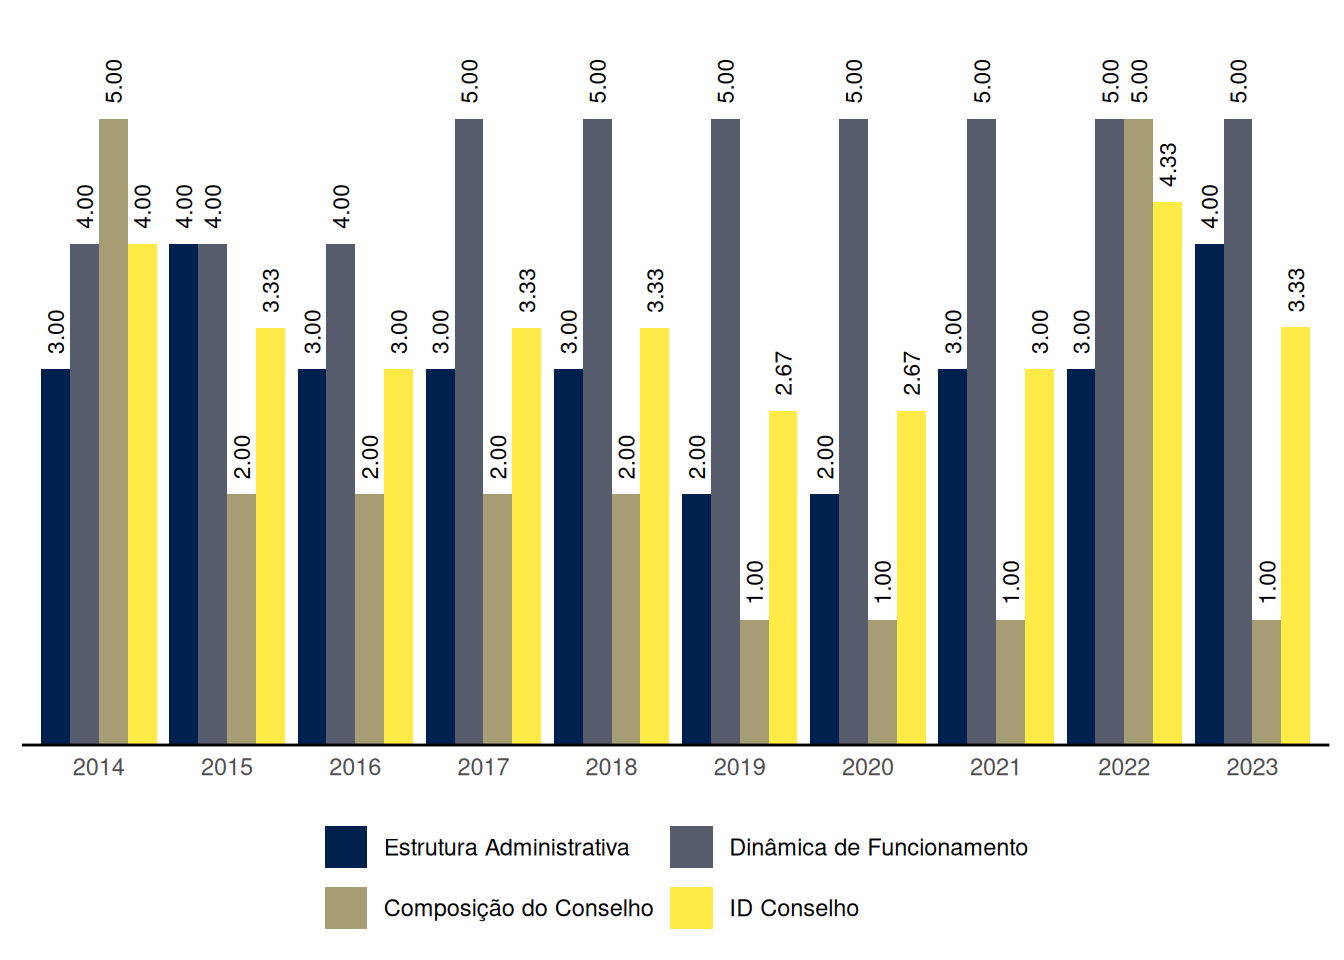 3.00 4.00 5.00 4.00 4.00 4.00 2.00 3.33 3.00 4.00 2.00 3.00 3.00 5.00 2.00 3.33 3.00 5.00 2.00 3.33 2.00 5.00 1.00 2.67 2.00 5.00 1.00 2.67 3.00 5.00 1.00 3.00 3.00 5.00 5.00 4.33 4.00 5.00 1.00 3.33
2014 2015 2016 2017 2018 2019 2020 2021 2022 2023
Estrutura Administrativa Dinâmica de Funcionamento
Composição do Conselho ID Conselho